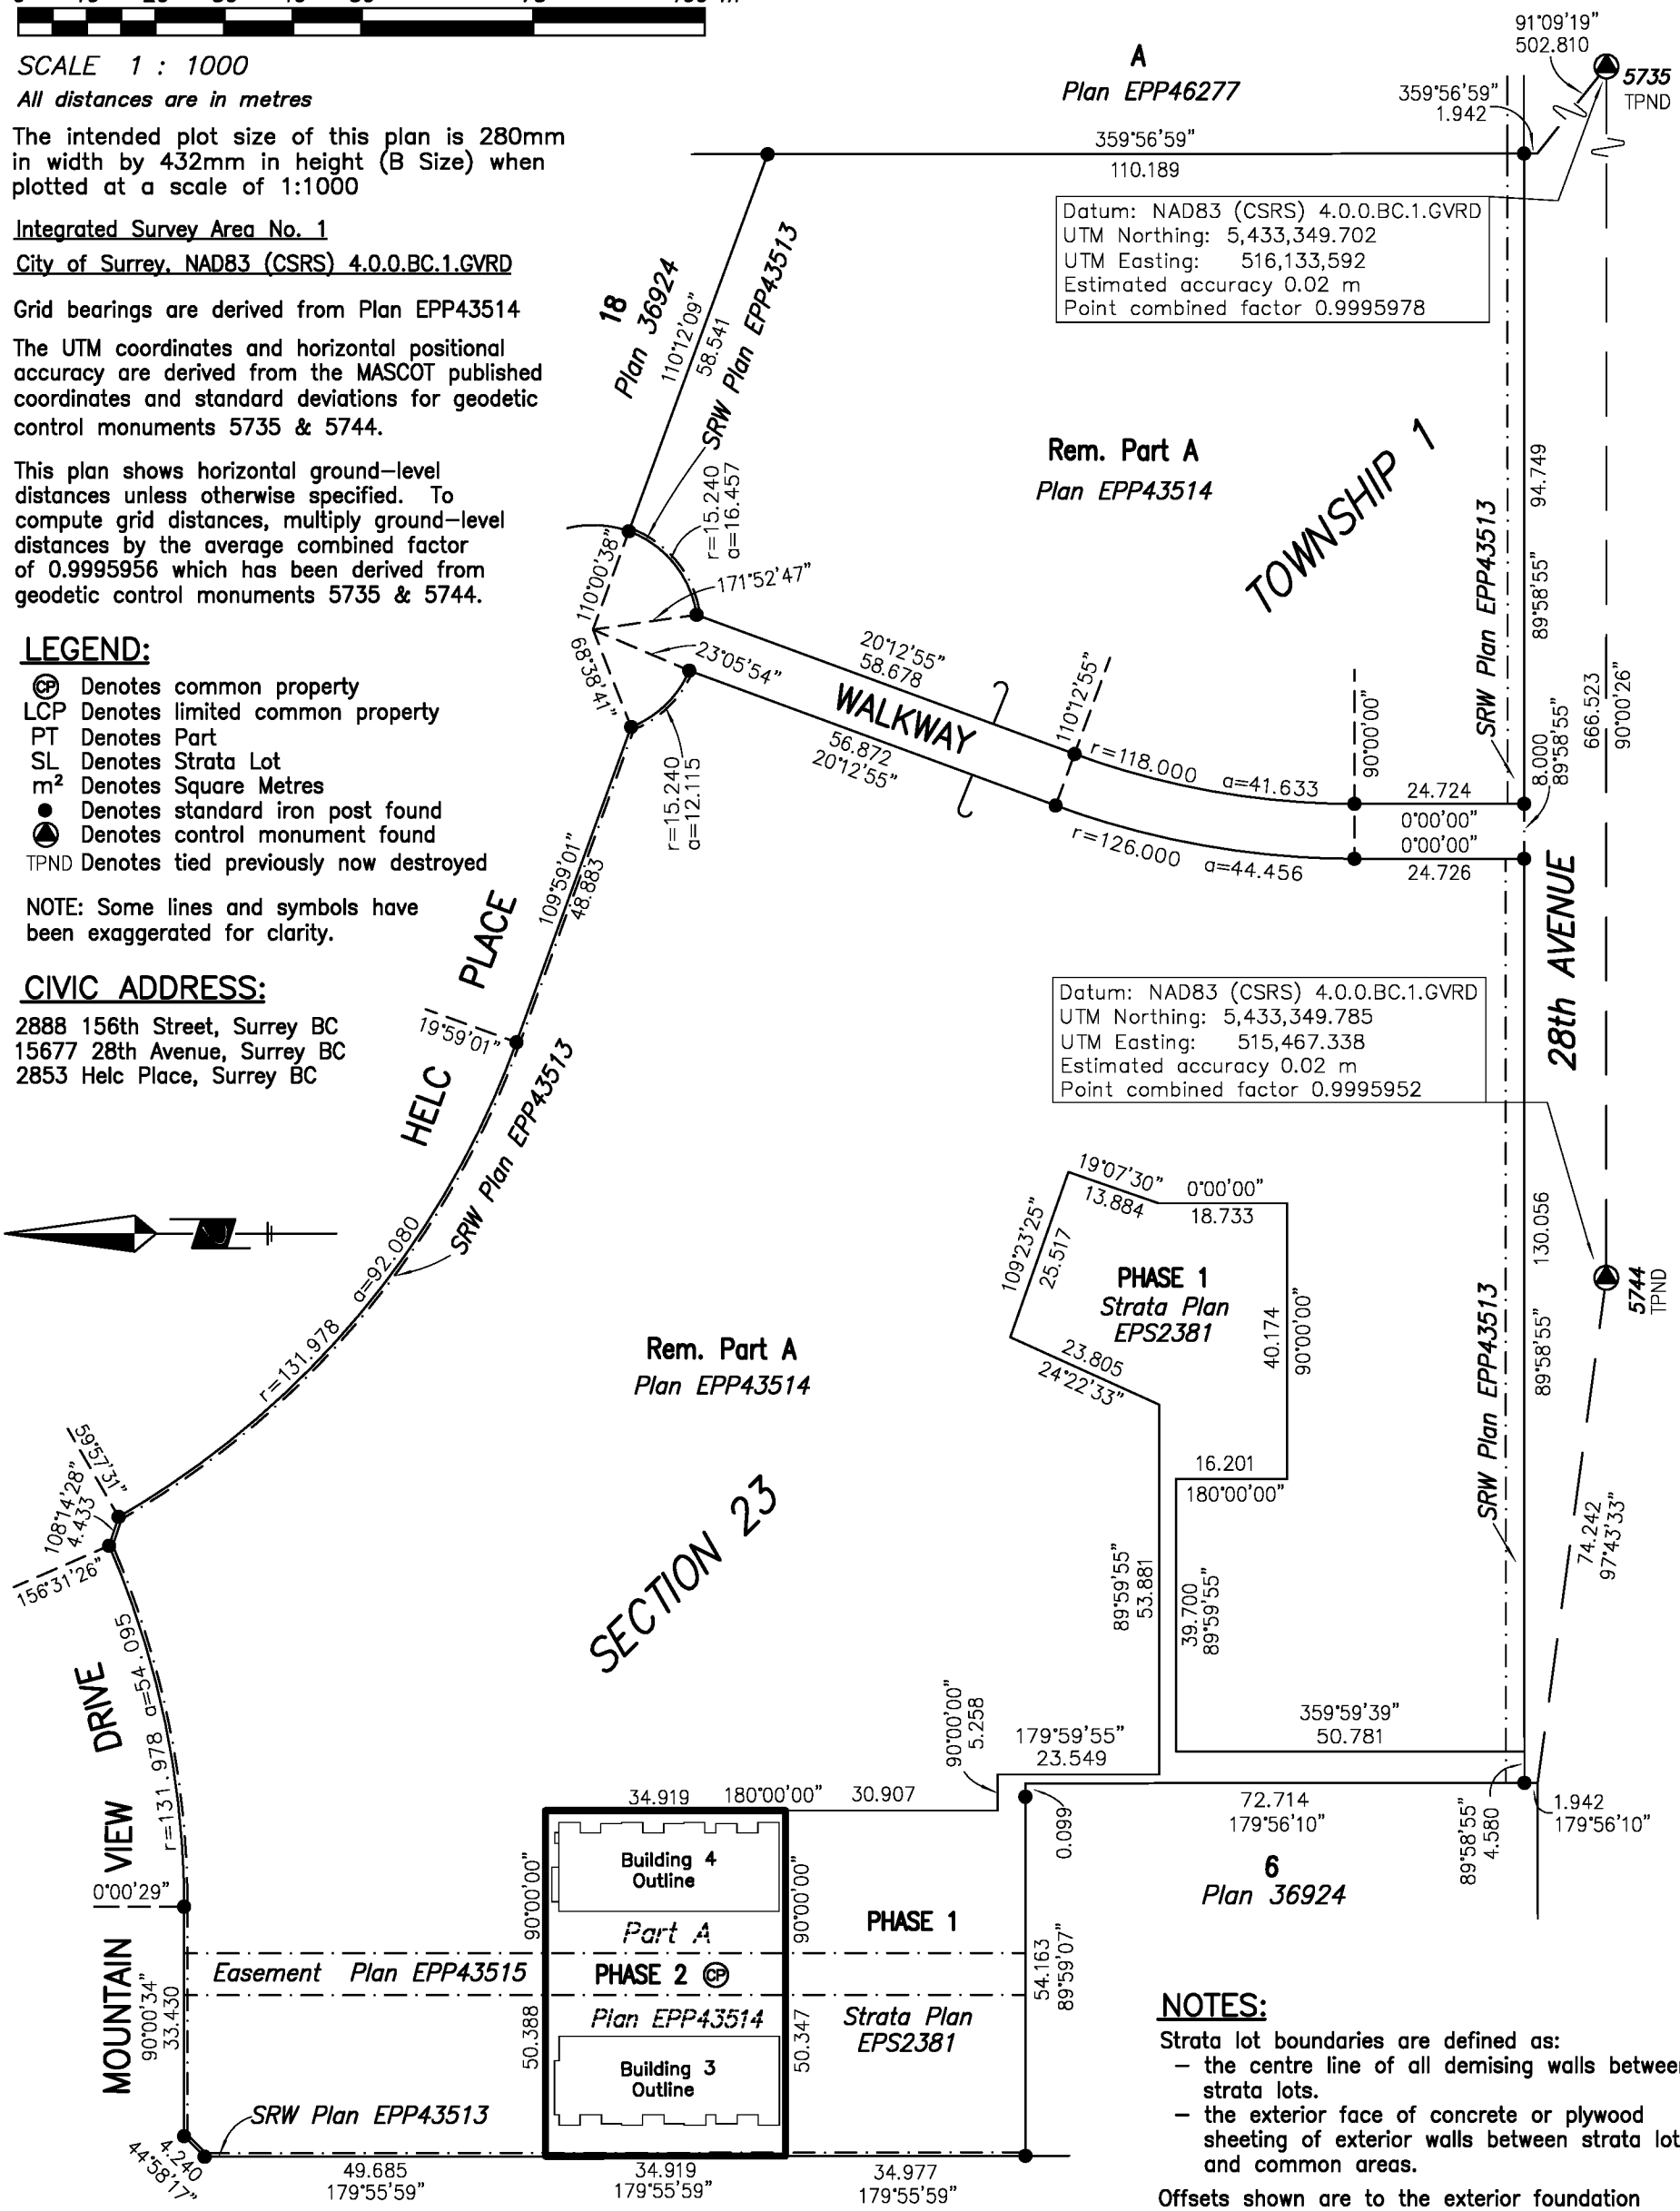 SCALE 1 : 1000
All distances are in metres
The intended plot size of this plan is 280mm
in width by 432mm in height (B Size) when
plotted at a scale of 1:1000
Integrated Survey Area No. 1
City of Surrey, NAD83 (CSRS) 4.0.0.BC.1.GVRD
Grid bearings are derived from Plan EPP43514
The UTM coordinates and horizontal positional
accuracy are derived from the MASCOT published
coordinates and standard deviations for geodetic
control monuments 5735 & 5744.
This plan shows horizontal ground-level
distances unless otherwise specified. To
compute grid distances, multiply ground-level
distances by the average combined factor
of 0.9995956 which has been derived from
geodetic control monuments 5735 & 5744.
LEGEND:
CP Denotes common property
LCP Denotes limited common property
PT Denotes Part
SL Denotes Strata Lot
m² Denotes Square Metres
● Denotes standard iron post found
Denotes control monument found
TPND Denotes tied previously now destroyed
NOTE: Some lines and symbols have
been exaggerated for clarity.
CIVIC ADDRESS:
2888 156th Street, Surrey BC
15677 28th Avenue, Surrey BC
2853 Helc Place, Surrey BC
A
Plan EPP46277
91°09'19"
502.810
5735
TPND
359°56'59"
1.942
359°56'59"
110.189
Datum: NAD83 (CSRS) 4.0.0.BC.1.GVRD
UTM Northing: 5,433,349.702
UTM Easting: 516,133,592
Estimated accuracy 0.02 m
Point combined factor 0.9995978
18
Plan 36924
110°12'09"
58.541
SRW Plan EPP43513
r=15.240
a=16.457
Rem. Part A
Plan EPP43514
TOWNSHIP 1
SRW Plan EPP43513
94.749
89°58'55"
666.523
90°00'26"
110°00'38"
171°52'47"
68°38'41"
23°05'54"
20°12'55"
58.678
WALKWAY
56.872
20°12'55"
110°12'55"
r=15.240
a=12.115
r=118.000 a=41.633
90°00'00"
24.724
0°00'00"
0°00'00"
24.726
8.000
89°58'55"
r=126.000 a=44.456
28th AVENUE
109°59'01"
48.883
HELC PLACE
19°59'01"
SRW Plan EPP43513
Datum: NAD83 (CSRS) 4.0.0.BC.1.GVRD
UTM Northing: 5,433,349.785
UTM Easting: 515,467.338
Estimated accuracy 0.02 m
Point combined factor 0.9995952
19°07'30"
13.884
0°00'00"
18.733
109°23'25"
25.517
PHASE 1
Strata Plan
EPS2381
40.174
90°00'00"
23.805
24°22'33"
16.201
180°00'00"
130.056
89°58'55"
5744
TPND
SRW Plan EPP43513
74.242
97°43'33"
r=131.978 a=92.080
Rem. Part A
Plan EPP43514
59°57'31"
108°14'28"
4.433
156°31'26"
SECTION 23
89°59'55"
53.881
39.700
89°59'55"
r=131.978 a=54.095
MOUNTAIN VIEW DRIVE
90°00'00"
5.258
179°59'55"
23.549
359°59'39"
50.781
34.919 180°00'00" 30.907
0.099
72.714
179°56'10"
89°58'55"
4.580
1.942
179°56'10"
6
Plan 36924
0°00'29"
90°00'00"
Building 4
Outline
90°00'00"
Part A
PHASE 1
Easement Plan EPP43515
PHASE 2 CP
90°00'34"
33.430
50.388
Plan EPP43514
50.347
Strata Plan
EPS2381
54.163
89°59'07"
Building 3
Outline
SRW Plan EPP43513
4.240
44°58'17"
49.685
179°55'59"
34.919
179°55'59"
34.977
179°55'59"
NOTES:
Strata lot boundaries are defined as:
– the centre line of all demising walls between
strata lots.
– the exterior face of concrete or plywood
sheeting of exterior walls between strata lot
and common areas.
Offsets shown are to the exterior foundation